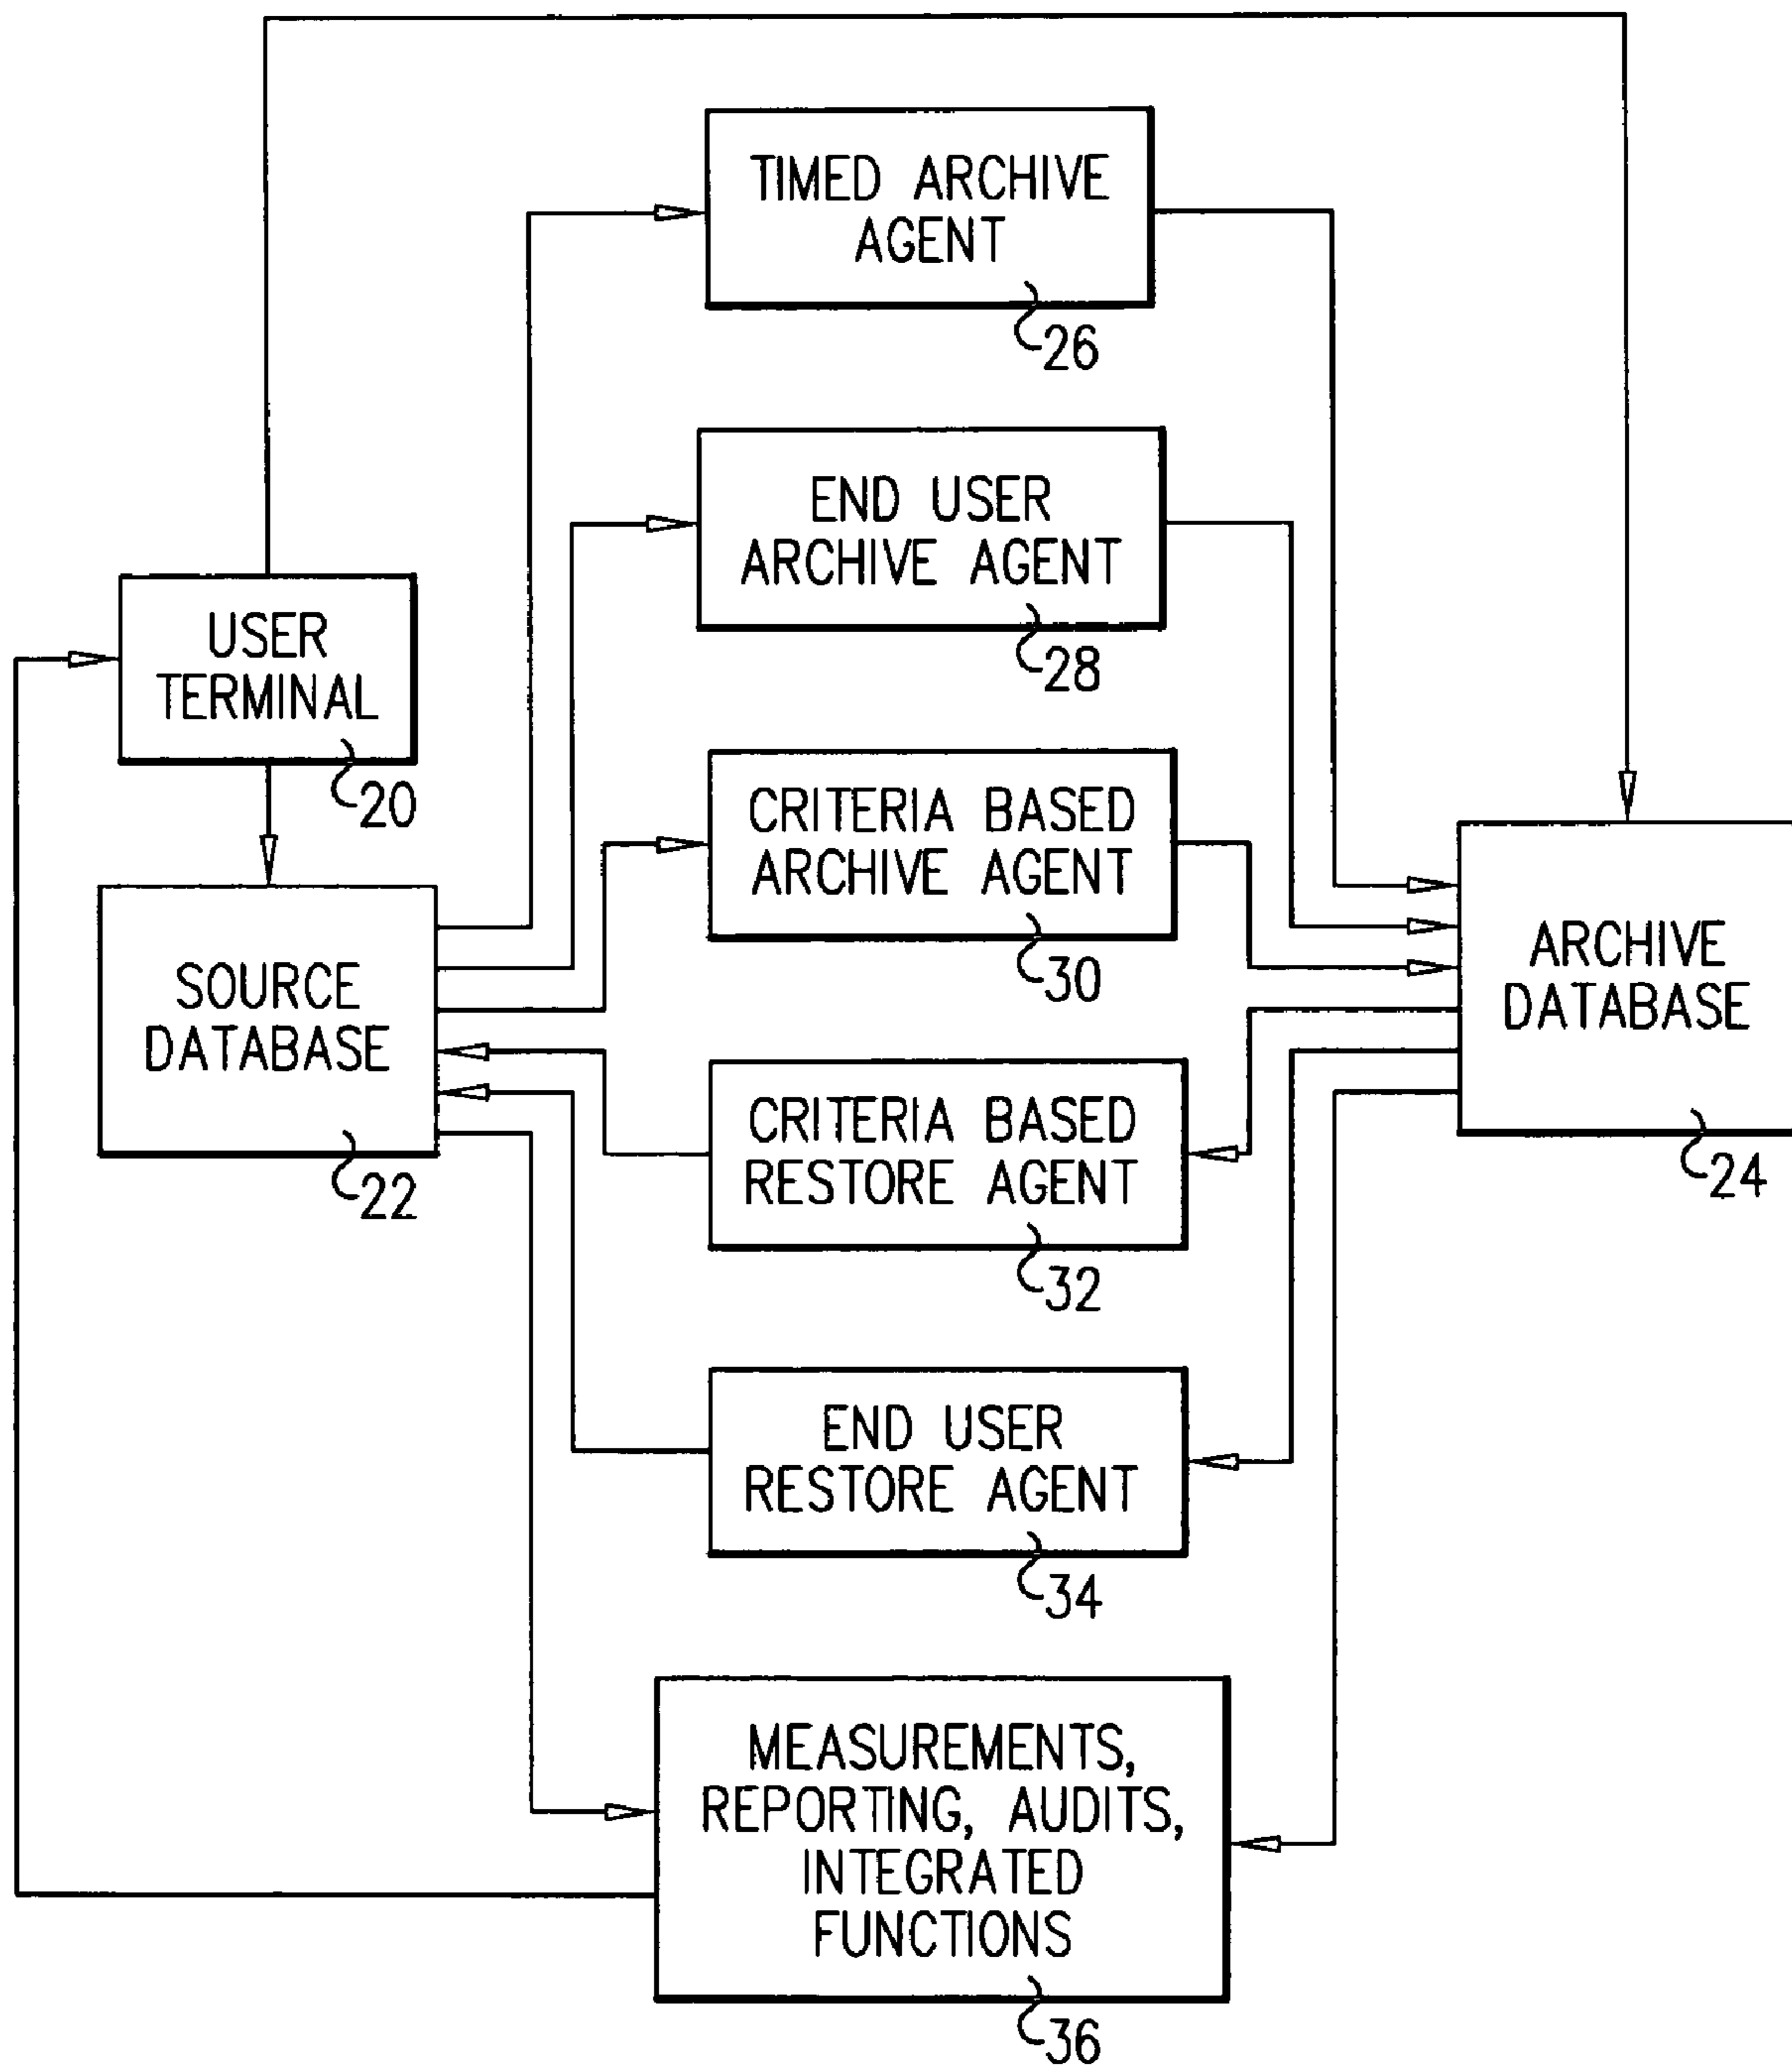 TIMED ARCHIVE
AGENT
26
END USER
ARCHIVE AGENT
28
USER
TERMINAL
20
CRITERIA BASED
ARCHIVE AGENT
30
SOURCE
DATABASE
22
ARCHIVE
DATABASE
24
CRITERIA BASED
RESTORE AGENT
32
END USER
RESTORE AGENT
34
MEASUREMENTS,
REPORTING, AUDITS,
INTEGRATED
FUNCTIONS
36